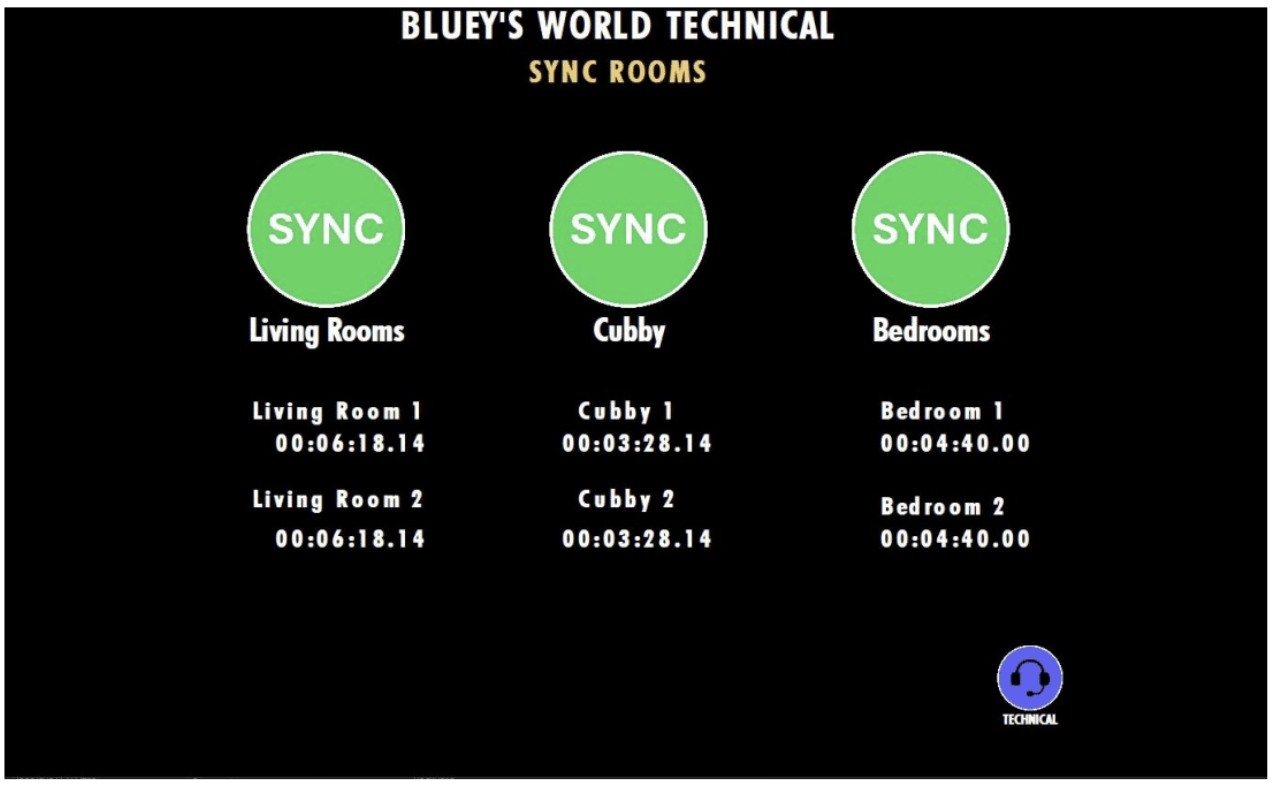 BLUEY'S WORLD TECHNICAL
SYNC ROOMS
SYNC SYNC SYNC
Living Rooms Cubby Bedrooms
Living Room 1 Cubby 1 Bedroom 1
00:06:18.14 00:03:28.14 00:04:40.00
Living Room 2 Cubby 2 Bedroom 2
00:06:18.14 00:03:28.14 00:04:40.00
TECHNICAL